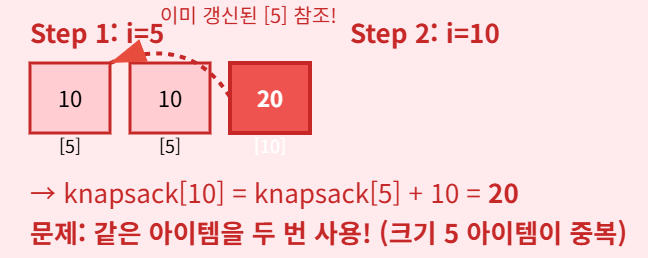 이미 갱신된 [5] 참조!
Step 1: i=5 Step 2: i=10
10 10 20
[5] [5] [10]
→ knapsack[10] = knapsack[5] + 10 = 20
문제: 같은 아이템을 두 번 사용! (크기 5 아이템이 중복)